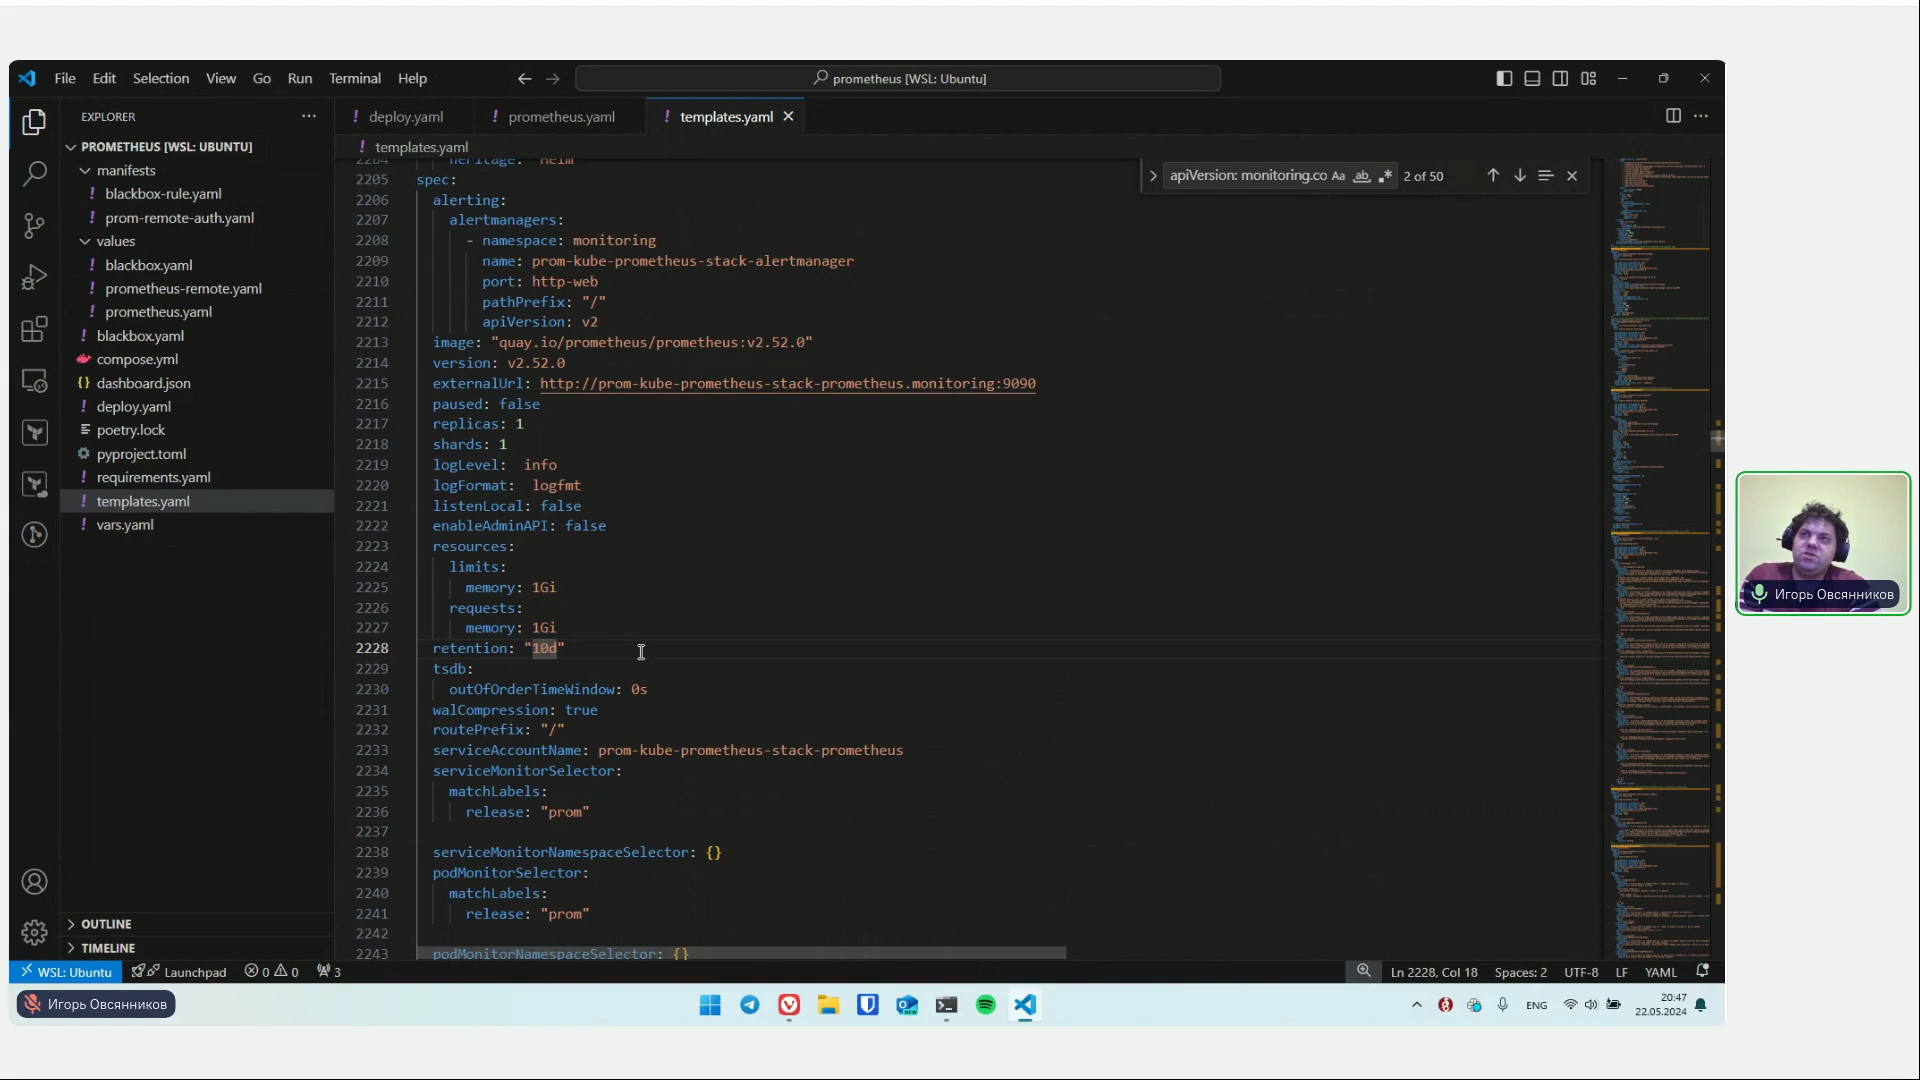 File Edit Selection View Go Run Terminal Help
prometheus [WSL: Ubuntu]
EXPLORER
PROMETHEUS [WSL: UBUNTU]
manifests
blackbox-rule.yaml
prom-remote-auth.yaml
values
blackbox.yaml
prometheus-remote.yaml
prometheus.yaml
blackbox.yaml
compose.yml
dashboard.json
deploy.yaml
poetry.lock
pyproject.toml
requirements.yaml
templates.yaml
vars.yaml
OUTLINE
TIMELINE
deploy.yaml
prometheus.yaml
templates.yaml
templates.yaml
apiVersion: monitoring.co
Aa
ab
2 of 50
2204 heritage: "Helm"
2205 spec:
2206 alerting:
2207 alertmanagers:
2208 - namespace: monitoring
2209 name: prom-kube-prometheus-stack-alertmanager
2210 port: http-web
2211 pathPrefix: "/"
2212 apiVersion: v2
2213 image: "quay.io/prometheus/prometheus:v2.52.0"
2214 version: v2.52.0
2215 externalUrl: http://prom-kube-prometheus-stack-prometheus.monitoring:9090
2216 paused: false
2217 replicas: 1
2218 shards: 1
2219 logLevel: info
2220 logFormat: logfmt
2221 listenLocal: false
2222 enableAdminAPI: false
2223 resources:
2224 limits:
2225 memory: 1Gi
2226 requests:
2227 memory: 1Gi
2228 retention: "10d"
2229 tsdb:
2230 outOfOrderTimeWindow: 0s
2231 walCompression: true
2232 routePrefix: "/"
2233 serviceAccountName: prom-kube-prometheus-stack-prometheus
2234 serviceMonitorSelector:
2235 matchLabels:
2236 release: "prom"
2237
2238 serviceMonitorNamespaceSelector: {}
2239 podMonitorSelector:
2240 matchLabels:
2241 release: "prom"
2242
2243 podMonitorNamespaceSelector: {}
Игорь Овсянников
WSL: Ubuntu
Launchpad
0 0
3
Ln 2228, Col 18
Spaces: 2
UTF-8
LF
YAML
Игорь Овсянников
ENG
20:47
22.05.2024